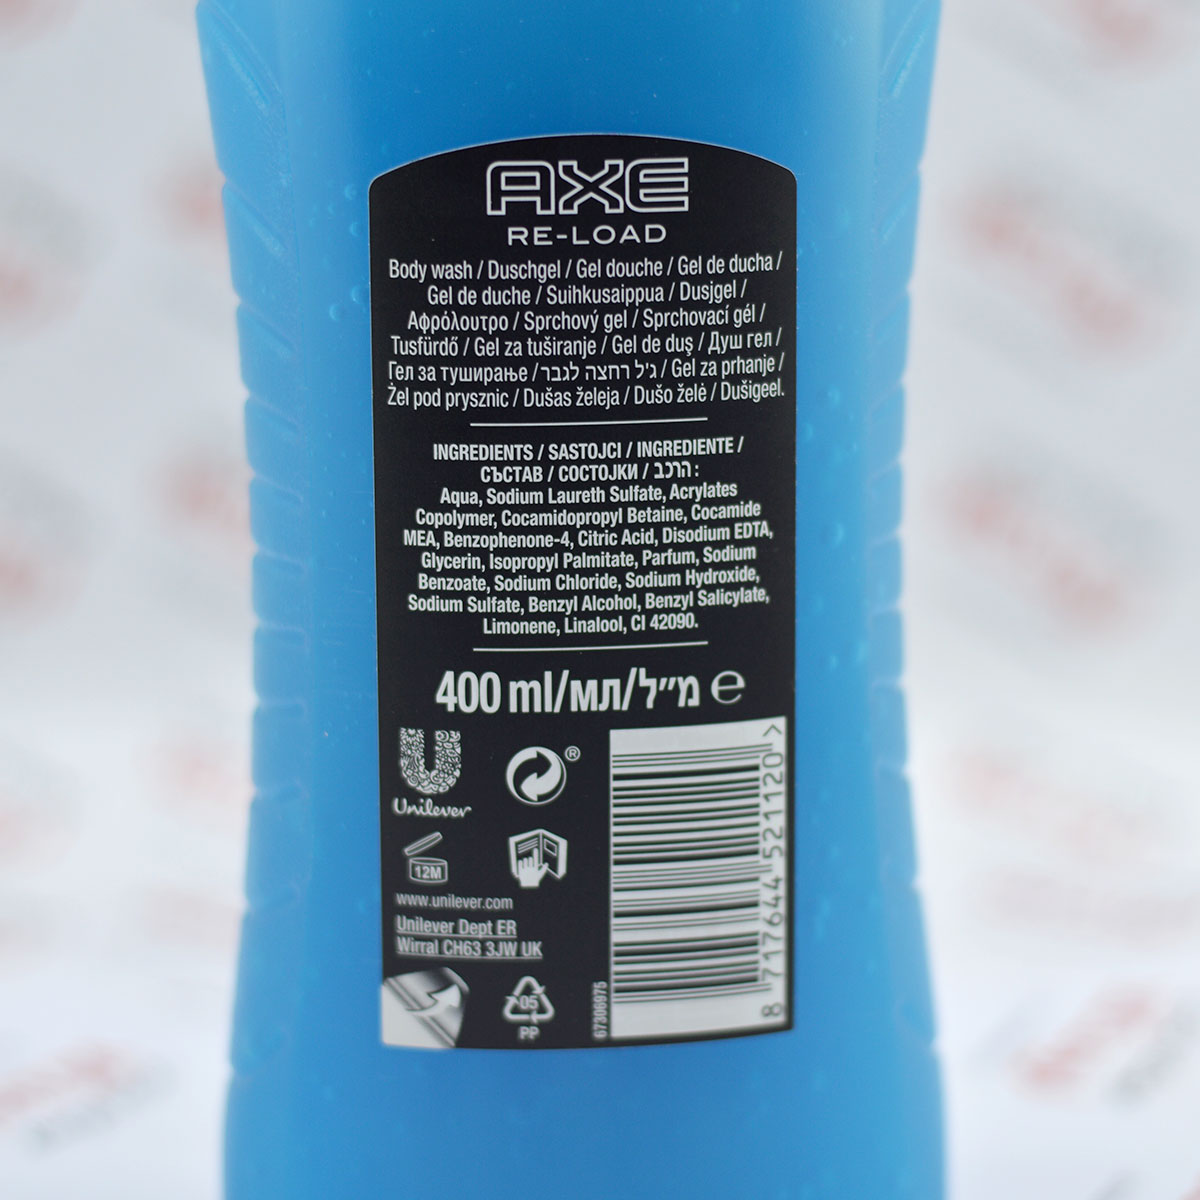 AXE
RE-LOAD
Body wash / Duschgel / Gel douche / Gel de ducha /
Gel de duche / Suihkusaippua / Dusjgel /
Αφρόλουτρο / Sprchový gel / Sprchovací gél /
Tusfürdő / Gel za tuširanje / Gel de duş / Душ гел /
Гел за туширање / ג'ל רחצה לגבר / Gel za prhanje /
Żel pod prysznic / Dušas želeja / Dušo želė / Dušigeel.
INGREDIENTS / SASTOJCI / INGREDIENTE /
СЪСТАВ / СОСТОЈКИ / הרכב :
Aqua, Sodium Laureth Sulfate, Acrylates
Copolymer, Cocamidopropyl Betaine, Cocamide
MEA, Benzophenone-4, Citric Acid, Disodium EDTA,
Glycerin, Isopropyl Palmitate, Parfum, Sodium
Benzoate, Sodium Chloride, Sodium Hydroxide,
Sodium Sulfate, Benzyl Alcohol, Benzyl Salicylate,
Limonene, Linalool, CI 42090.
400 ml/мл/מ״ל e
Unilever
®
12M
www.unilever.com
Unilever Dept ER
Wirral CH63 3JW UK
05
PP
67306975
8 717644 521120 >